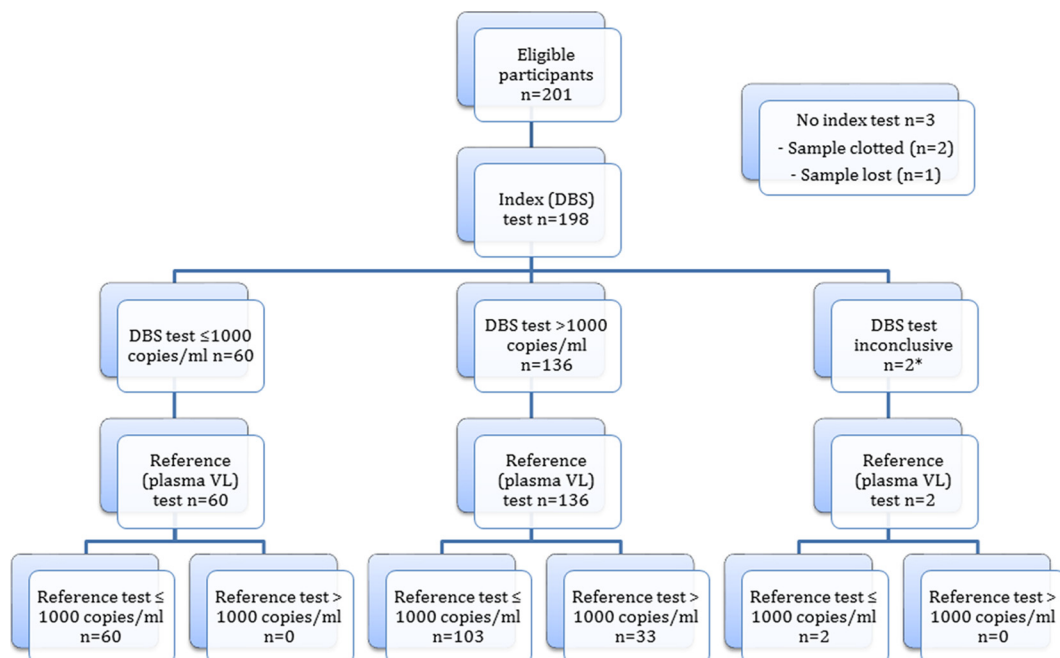 Eligible
participants
n=201
No index test n=3
- Sample clotted (n=2)
- Sample lost (n=1)
Index (DBS)
test n=198
DBS test ≤1000
copies/ml n=60
DBS test >1000
copies/ml
n=136
DBS test
inconclusive
n=2*
Reference
(plasma VL)
test n=60
Reference
(plasma VL)
test n=136
Reference
(plasma VL)
test n=2
Reference test ≤
1000 copies/ml
n=60
Reference test >
1000 copies/ml
n=0
Reference test ≤
1000 copies/ml
n=103
Reference test >
1000 copies/ml
n=33
Reference test ≤
1000 copies/ml
n=2
Reference test >
1000 copies/ml
n=0